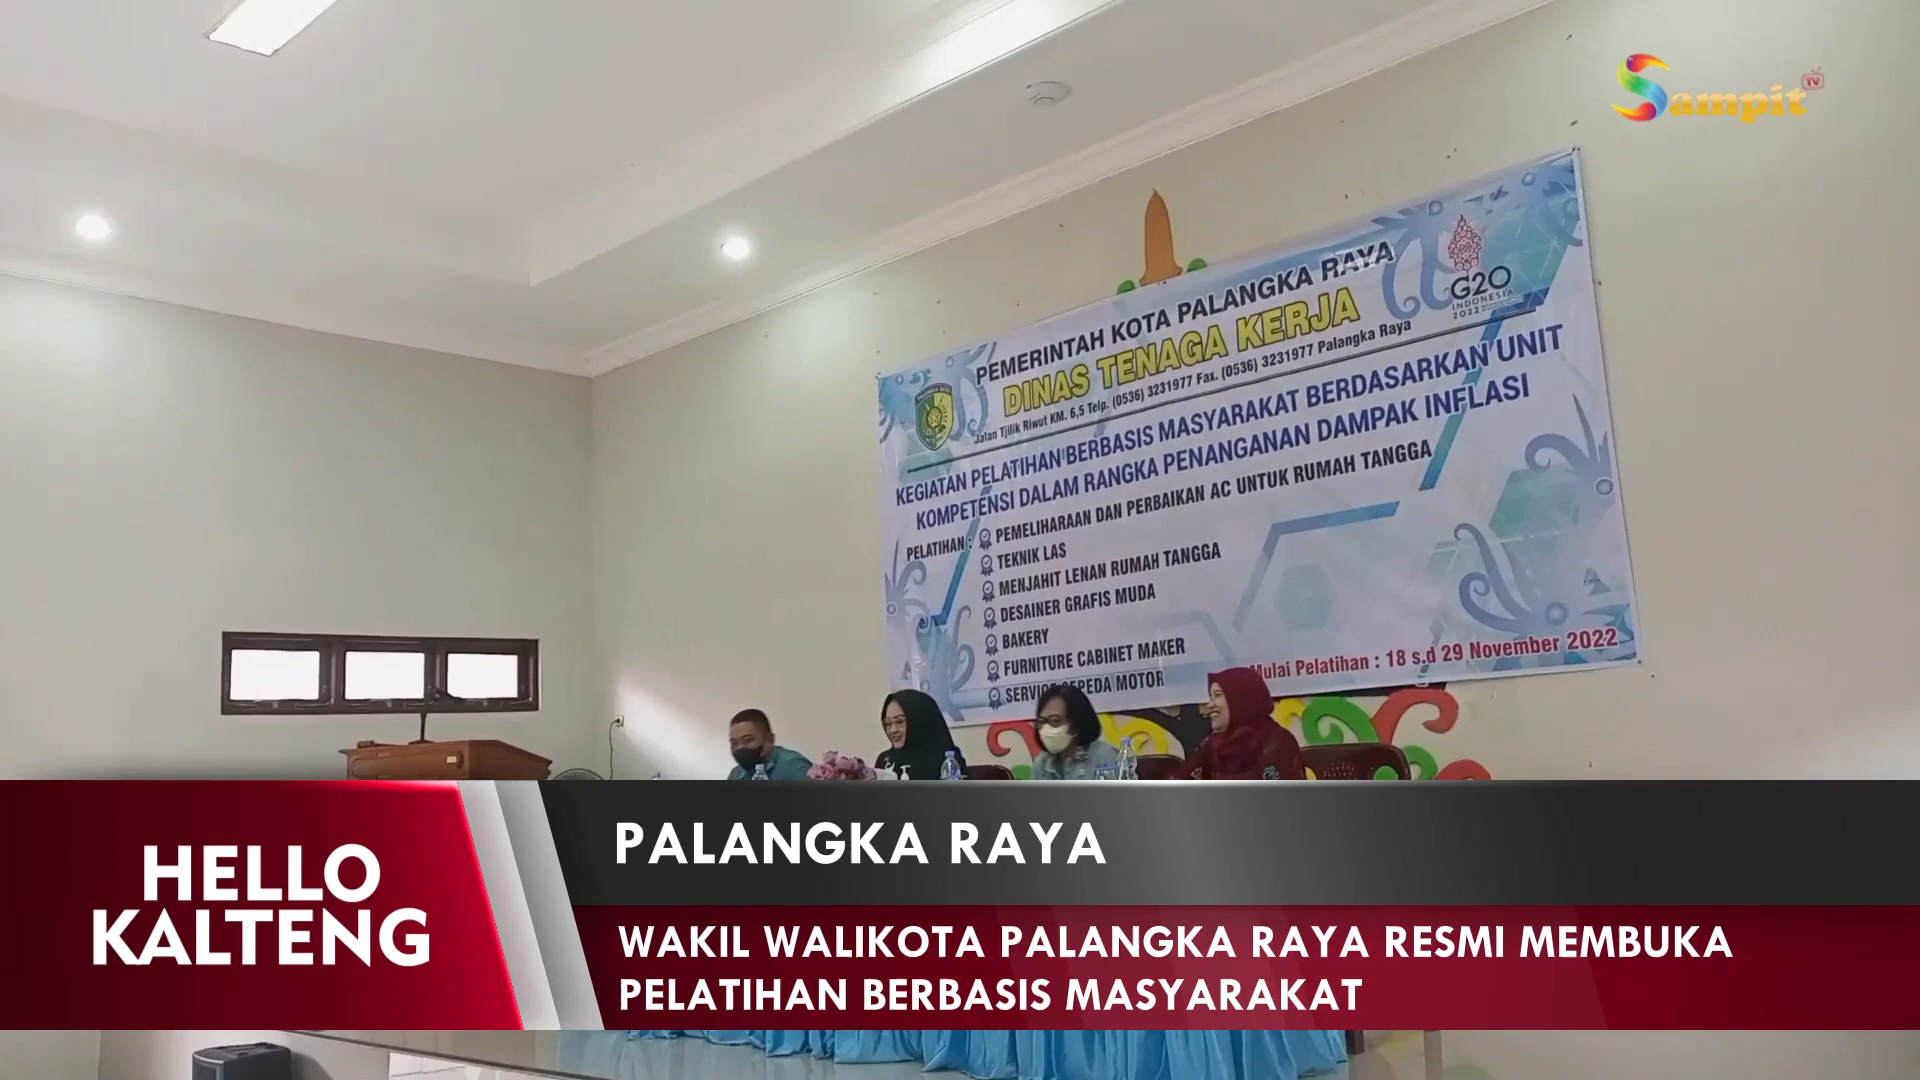 Sampit TV
PEMERINTAH KOTA PALANGKA RAYA
DINAS TENAGA KERJA
Jalan Tjilik Riwut KM. 6,5 Telp. (0536) 3231977 Fax. (0536) 3231977 Palangka Raya
G20
INDONESIA
2022
KEGIATAN PELATIHAN BERBASIS MASYARAKAT BERDASARKAN UNIT
KOMPETENSI DALAM RANGKA PENANGANAN DAMPAK INFLASI
PELATIHAN : PEMELIHARAAN DAN PERBAIKAN AC UNTUK RUMAH TANGGA
TEKNIK LAS
MENJAHIT LENAN RUMAH TANGGA
DESAINER GRAFIS MUDA
BAKERY
FURNITURE CABINET MAKER
SERVICE SEPEDA MOTOR
Mulai Pelatihan : 18 s.d 29 November 2022
HELLO
KALTENG
PALANGKA RAYA
WAKIL WALIKOTA PALANGKA RAYA RESMI MEMBUKA
PELATIHAN BERBASIS MASYARAKAT